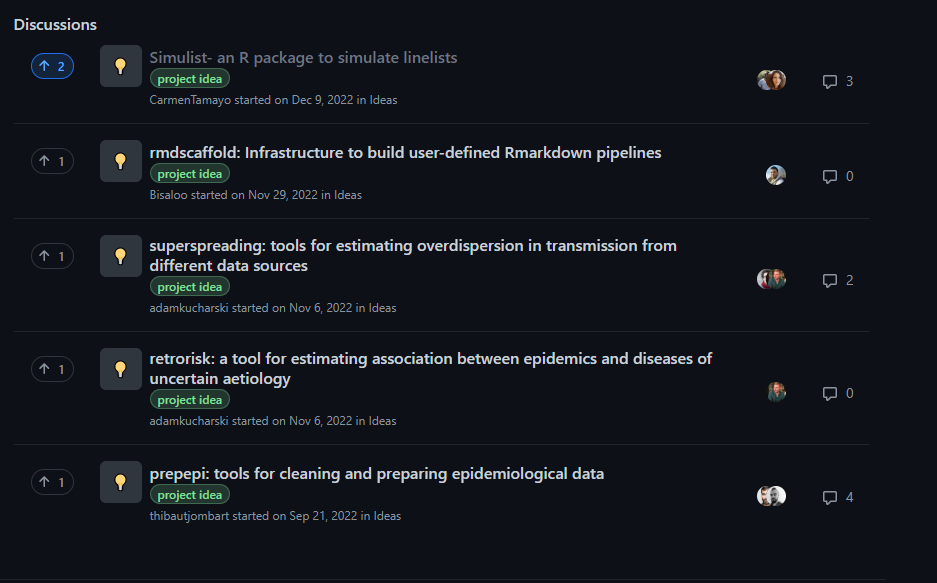 Discussions
2
Simulist- an R package to simulate linelists
project idea
CarmenTamayo started on Dec 9, 2022 in Ideas
3
1
rmdscaffold: Infrastructure to build user-defined Rmarkdown pipelines
project idea
Bisaloo started on Nov 29, 2022 in Ideas
0
1
superspreading: tools for estimating overdispersion in transmission from
different data sources
project idea
adamkucharski started on Nov 6, 2022 in Ideas
2
1
retrorisk: a tool for estimating association between epidemics and diseases of
uncertain aetiology
project idea
adamkucharski started on Nov 6, 2022 in Ideas
0
1
prepepi: tools for cleaning and preparing epidemiological data
project idea
thibautjombart started on Sep 21, 2022 in Ideas
4